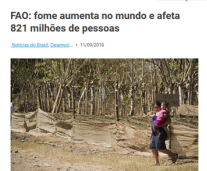 FAO: fome aumenta no mundo e afeta
821 milhões de pessoas
Notícias do Brasil, Desenvol... • 11/09/2018